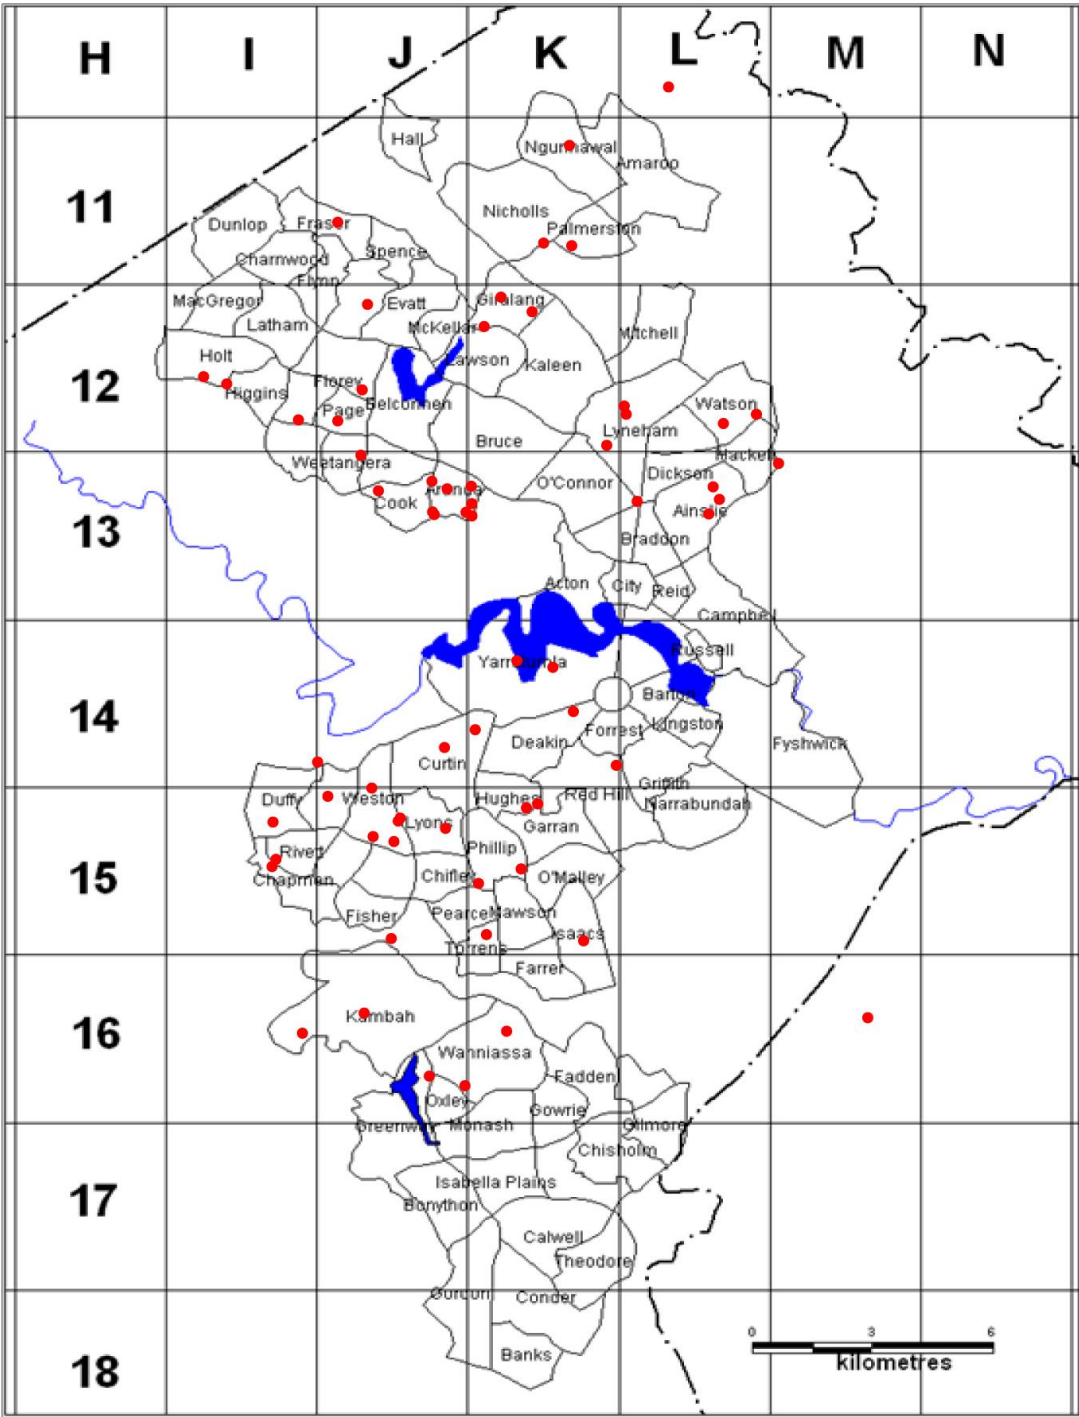 H I J K L M N
Hall
Ngunnawal
Amaroo
11
Nicholls
Dunlop
Fraser
Palmerston
Spence
Charnwood
Flynn
MacGregor
Evatt
Giralang
Latham
McKellar
Mitchell
Holt
Lawson
Kaleen
12
Florey
Higgins
Belconnen
Page
Watson
Lyneham
Bruce
Hackett
Weetangera
Dickson
O'Connor
Aranda
Cook
Ainslie
13
Braddon
Acton
City
Reid
Campbell
Russell
Yarralumla
Barton
14
Kingston
Forrest
Deakin
Fyshwick
Curtin
Griffith
Duffy
Weston
Hughes
Red Hill
Narrabundah
Lyons
Garran
Phillip
Rivett
15
Chapman
Chifley
O'Malley
Fisher
Pearce
Mawson
Isaacs
Torrens
Farrer
16
Kambah
Wanniassa
Fadden
Oxley
Gowrie
Greenway
Monash
Gilmore
Chisholm
Isabella Plains
17
Bonython
Calwell
Theodore
Gordon
Conder
0 3 6
kilometres
Banks
18